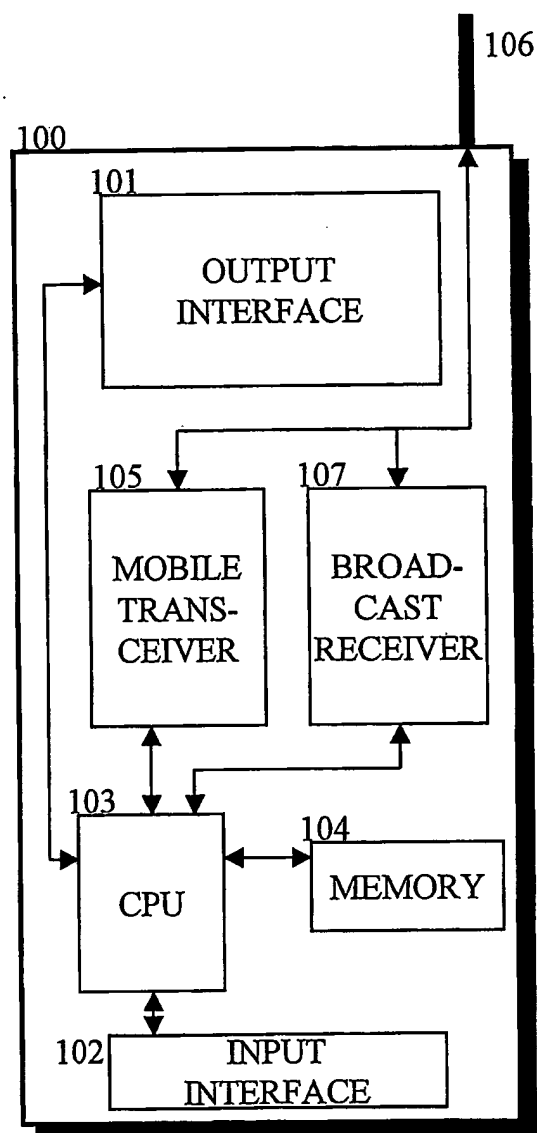 106
100
101
OUTPUT
INTERFACE
105
107
MOBILE
TRANS-
CEIVER
BROAD-
CAST
RECEIVER
103
104
CPU
MEMORY
102
INPUT
INTERFACE